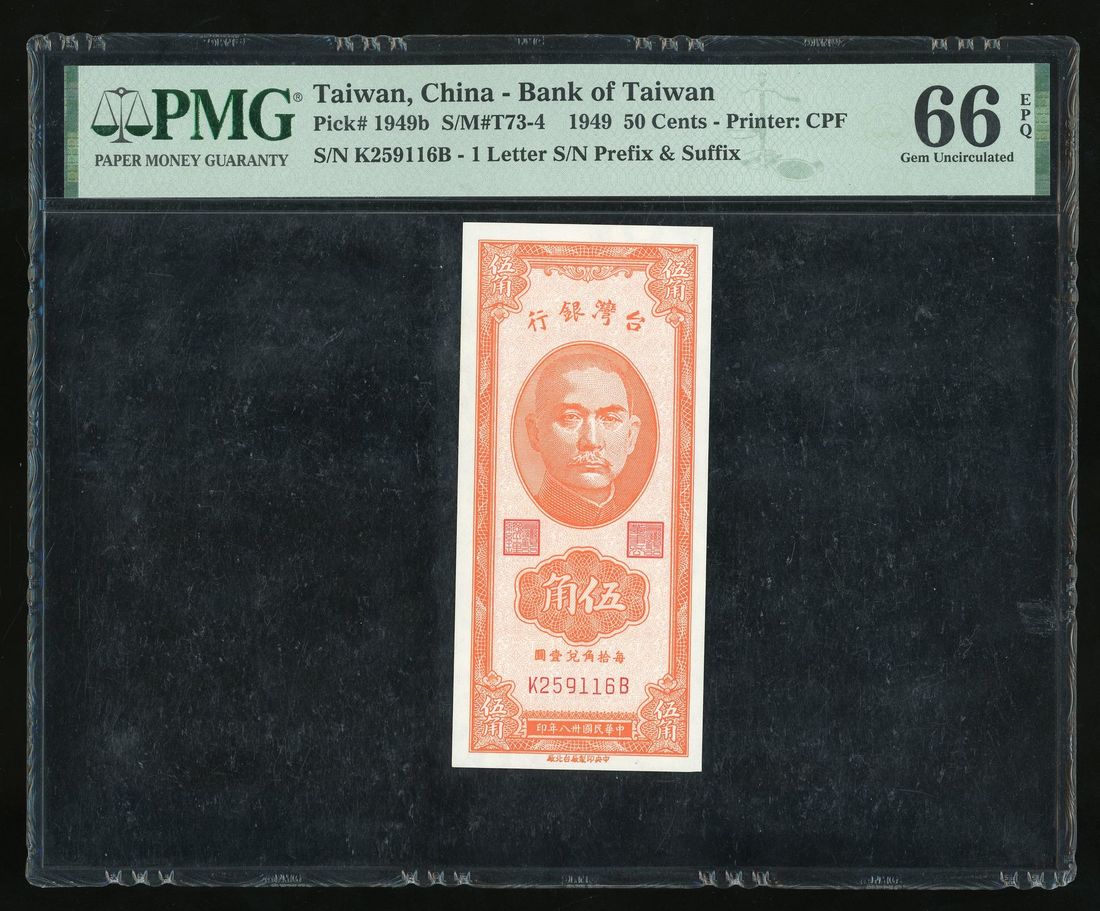 PMG®
PAPER MONEY GUARANTY
Taiwan, China - Bank of Taiwan
Pick# 1949b S/M#T73-4 1949 50 Cents - Printer: CPF
S/N K259116B - 1 Letter S/N Prefix & Suffix
66
EPQ
Gem Uncirculated
伍角
伍角
行銀灣台
角伍
圓壹兌角拾每
K259116B
伍角
伍角
印年八卅國民華中
廠北台廠製印央中